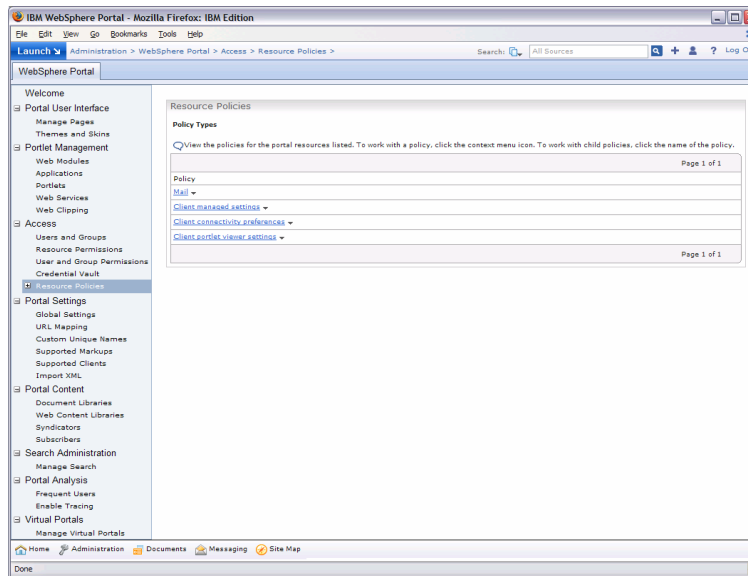 IBM WebSphere Portal - Mozilla Firefox: IBM Edition
File Edit View Go Bookmarks Tools Help
Launch Administration > WebSphere Portal > Access > Resource Policies > Search: All Sources ? Log O
WebSphere Portal
Welcome
Portal User Interface
Manage Pages
Themes and Skins
Portlet Management
Web Modules
Applications
Portlets
Web Services
Web Clipping
Access
Users and Groups
Resource Permissions
User and Group Permissions
Credential Vault
Resource Policies
Portal Settings
Global Settings
URL Mapping
Custom Unique Names
Supported Markups
Supported Clients
Import XML
Portal Content
Document Libraries
Web Content Libraries
Syndicators
Subscribers
Search Administration
Manage Search
Portal Analysis
Frequent Users
Enable Tracing
Virtual Portals
Manage Virtual Portals
Resource Policies
Policy Types
View the policies for the portal resources listed. To work with a policy, click the context menu icon. To work with child policies, click the name of the policy.
Page 1 of 1
Policy
Mail
Client managed settings
Client connectivity preferences
Client portlet viewer settings
Page 1 of 1
Home Administration Documents Messaging Site Map
Done